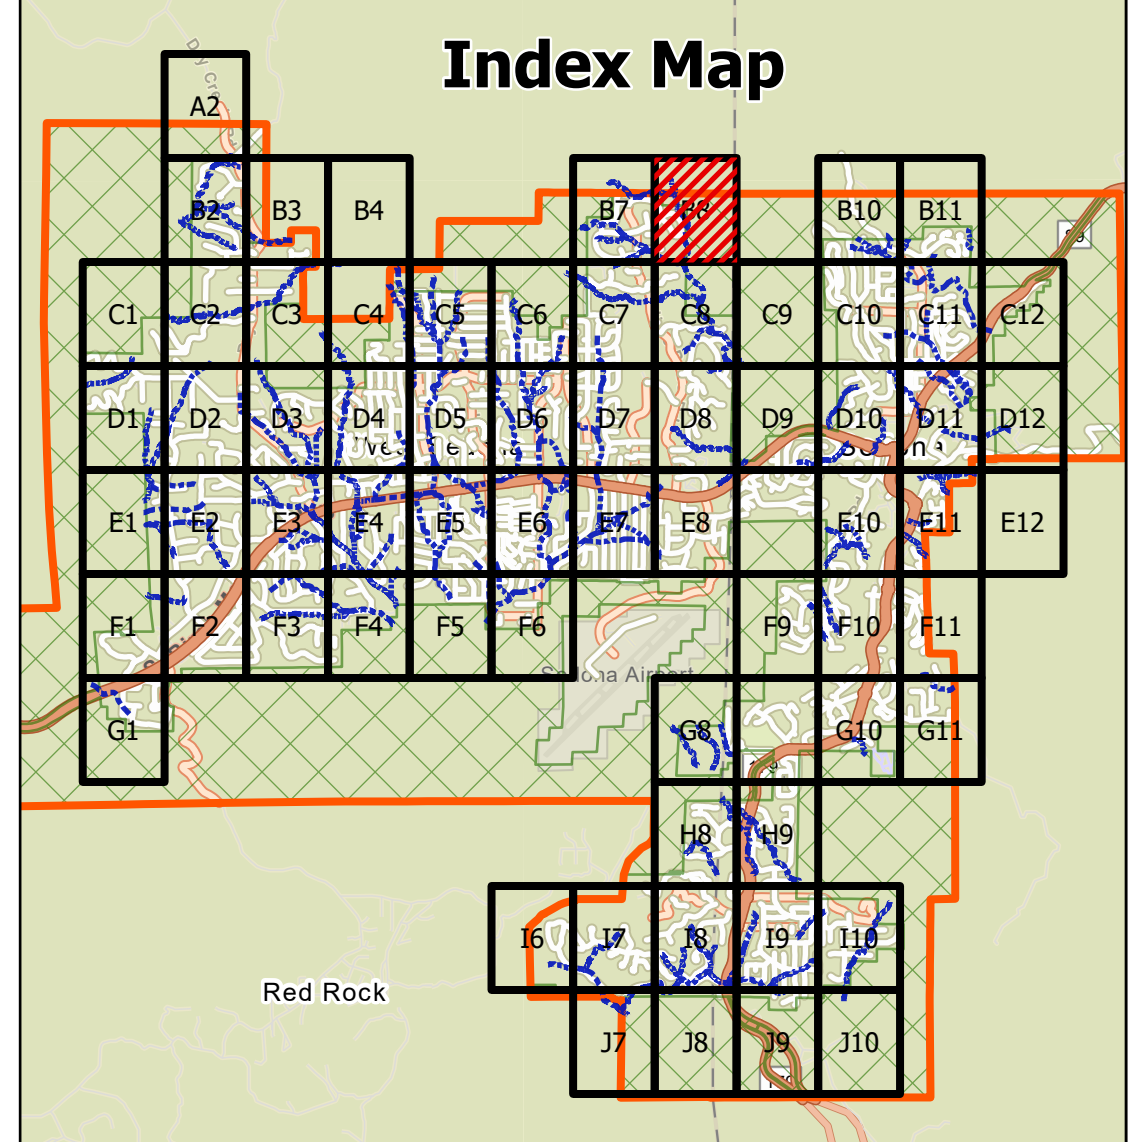 Index Map
A2
B2 B3 B4 B7 B8 B10 B11
C1 C2 C3 C4 C5 C6 C7 C8 C9 C10 C11 C12
D1 D2 D3 D4 D5 D6 D7 D8 D9 D10 D11 D12
E1 E2 E3 E4 E5 E6 E7 E8 E10 E11 E12
F1 F2 F3 F4 F5 F6 F9 F10 F11
Sedona Airport
G1 G8 G10 G11
H8 H9
I6 I7 I8 I9 I10
Red Rock
J7 J8 J9 J10